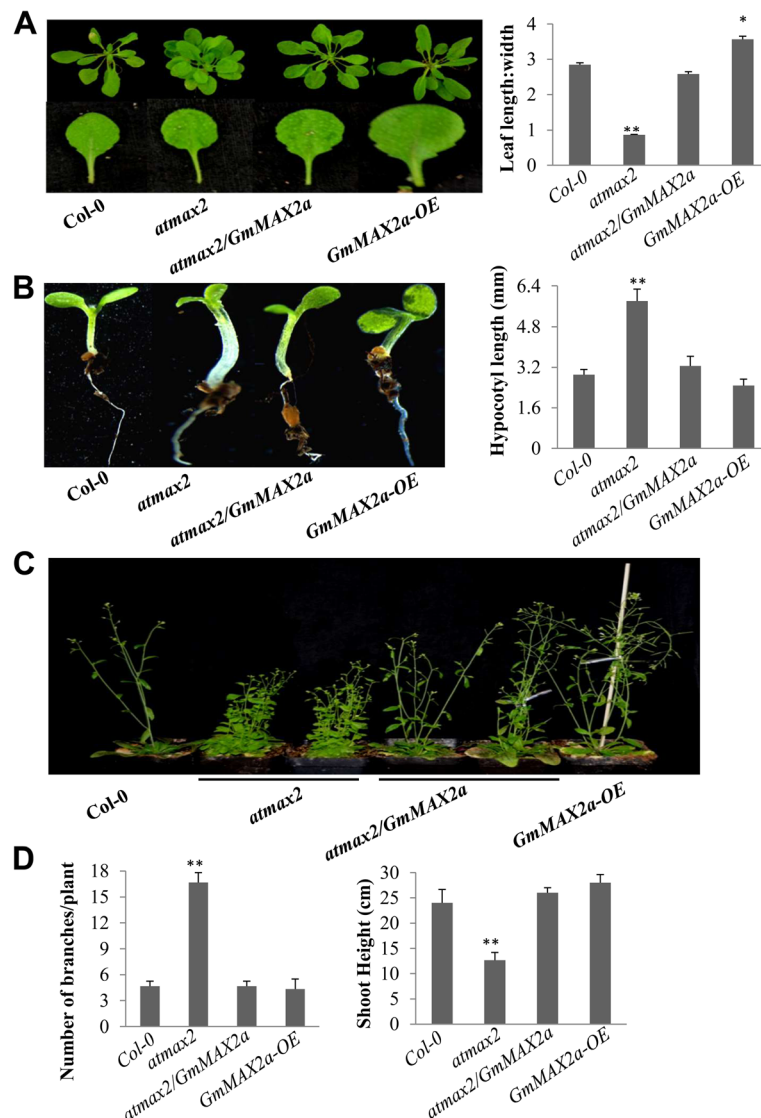 A
Col-0
atmax2
atmax2/GmMAX2a
GmMAX2a-OE
Leaf length:width
4
3
2
1
0
**
*
Col-0
atmax2
atmax2/GmMAX2a
GmMAX2a-OE
B
Col-0
atmax2
atmax2/GmMAX2a
GmMAX2a-OE
Hypocotyl length (mm)
6.4
4.8
3.2
1.6
0
**
Col-0
atmax2
atmax2/GmMAX2a
GmMAX2a-OE
C
Col-0
atmax2
atmax2/GmMAX2a
GmMAX2a-OE
D
Number of branches/plant
18
15
12
9
6
3
0
**
Col-0
atmax2
atmax2/GmMAX2a
GmMAX2a-OE
Shoot Height (cm)
30
25
20
15
10
5
0
**
Col-0
atmax2
atmax2/GmMAX2a
GmMAX2a-OE